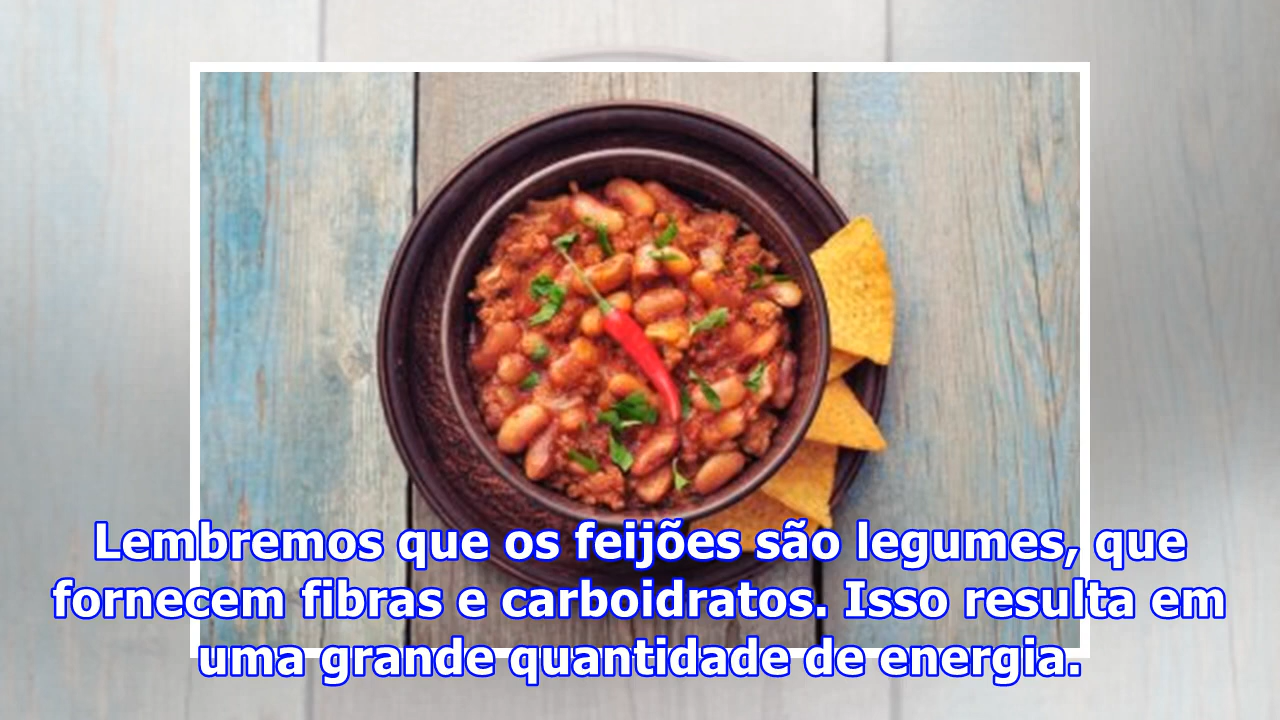 Lembremos que os feijões são legumes, que
fornecem fibras e carboidratos. Isso resulta em
uma grande quantidade de energia.